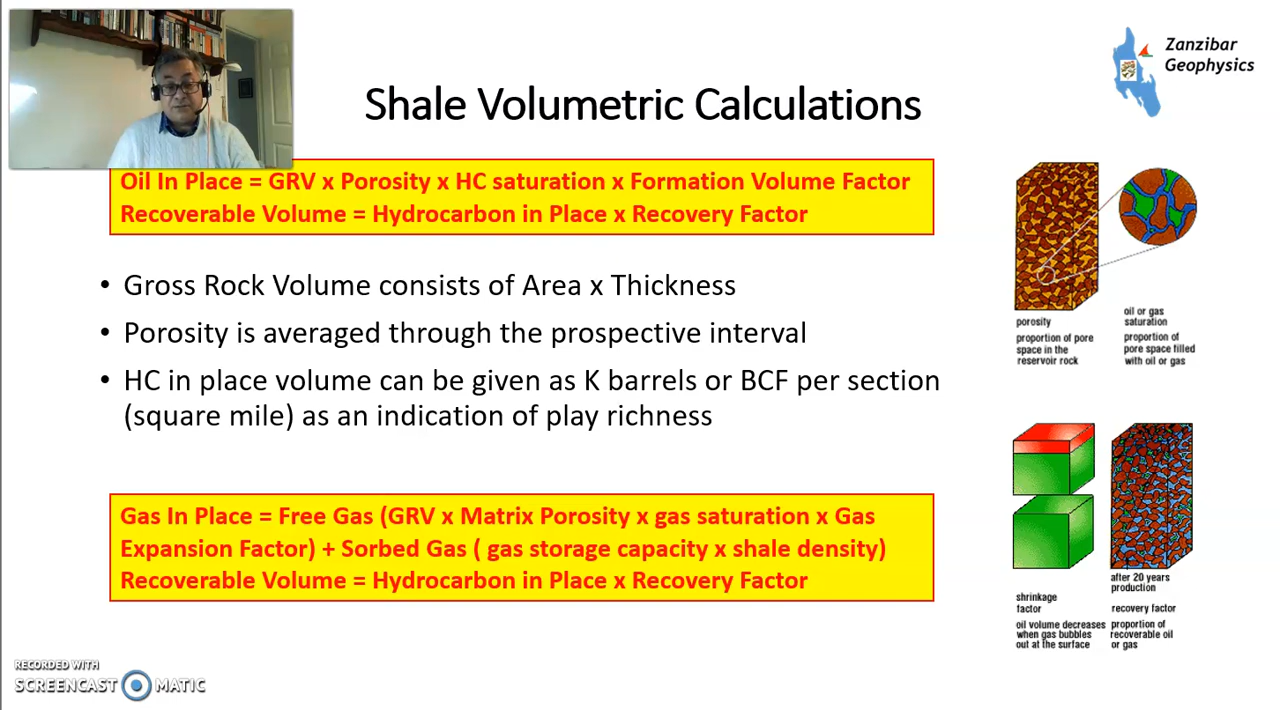 Zanzibar
Geophysics
Shale Volumetric Calculations
Oil In Place = GRV x Porosity x HC saturation x Formation Volume Factor
Recoverable Volume = Hydrocarbon in Place x Recovery Factor
• Gross Rock Volume consists of Area x Thickness
• Porosity is averaged through the prospective interval
• HC in place volume can be given as K barrels or BCF per section
(square mile) as an indication of play richness
Gas In Place = Free Gas (GRV x Matrix Porosity x gas saturation x Gas
Expansion Factor) + Sorbed Gas ( gas storage capacity x shale density)
Recoverable Volume = Hydrocarbon in Place x Recovery Factor
porosity
proportion of pore
space in the
reservoir rock
oil or gas
saturation
proportion of
pore space filled
with oil or gas
shrinkage
factor
oil volume decreases
when gas bubbles
out at the surface
after 20 years
production
recovery factor
proportion of
recoverable oil
or gas
RECORDED WITH
SCREENCAST MATIC